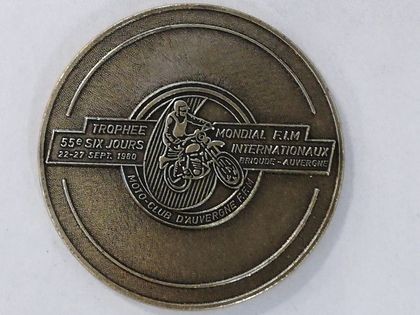 TROPHEE MONDIAL F.I.M
55e SIX JOURS INTERNATIONAUX
22-27 SEPT. 1980 BRIOUDE - AUVERGNE
MOTO-CLUB D'AUVERGNE F.F.M